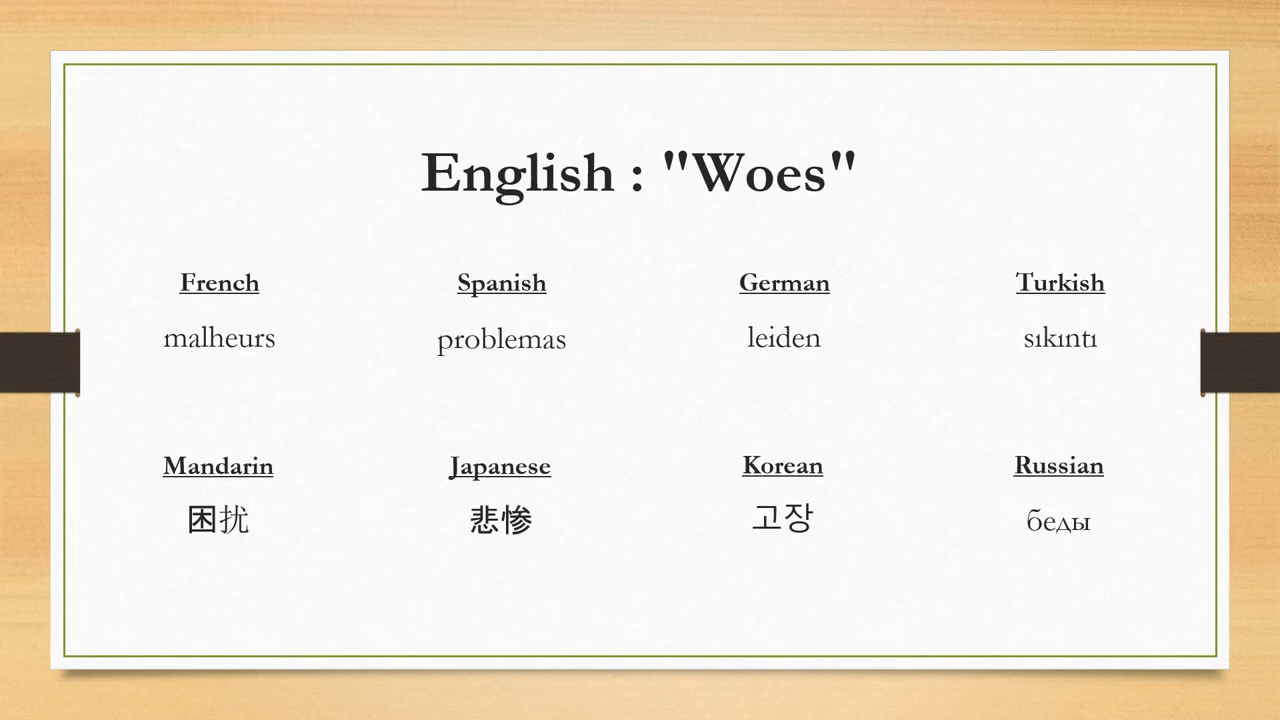 English : "Woes"
French Spanish German Turkish
malheurs problemas leiden sıkıntı
Mandarin Japanese Korean Russian
困扰 悲惨 고장 беды